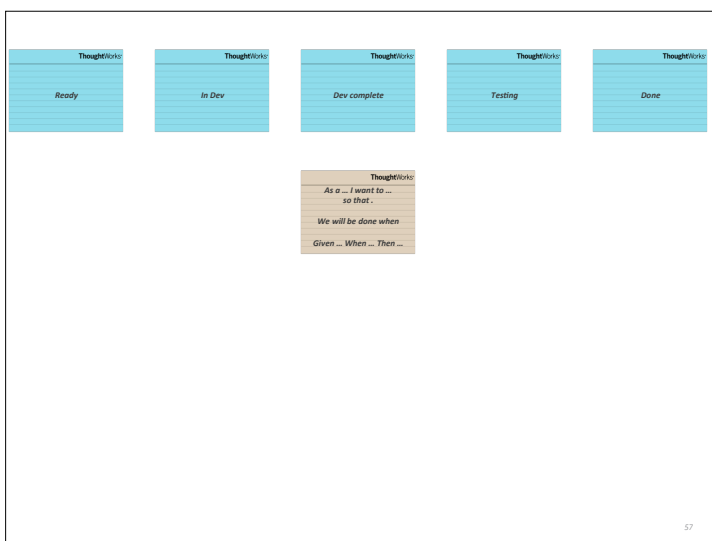 ThoughtWorks®
Ready
ThoughtWorks®
In Dev
ThoughtWorks®
Dev complete
ThoughtWorks®
Testing
ThoughtWorks®
Done
ThoughtWorks®
As a ... I want to ...
so that .
We will be done when
Given ... When ... Then ...
57